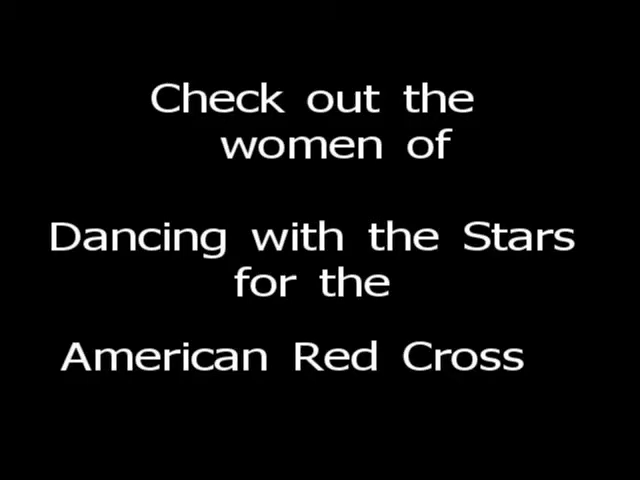 Check out the
women of
Dancing with the Stars
for the
American Red Cross